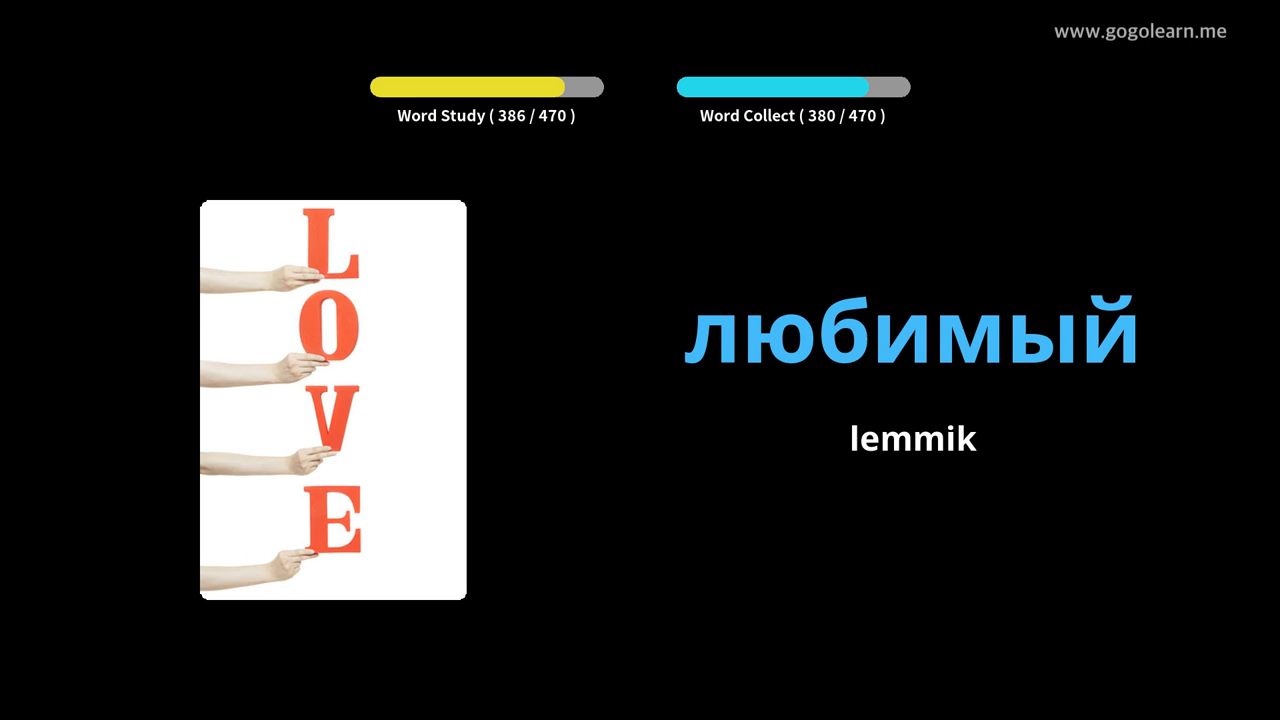 www.gogolearn.me
Word Study ( 386 / 470 )
Word Collect ( 380 / 470 )
L
O
V
E
любимый
lemmik